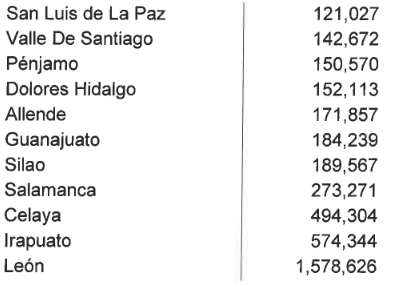 San Luis de La Paz 121,027
Valle De Santiago 142,672
Pénjamo 150,570
Dolores Hidalgo 152,113
Allende 171,857
Guanajuato 184,239
Silao 189,567
Salamanca 273,271
Celaya 494,304
Irapuato 574,344
León 1,578,626